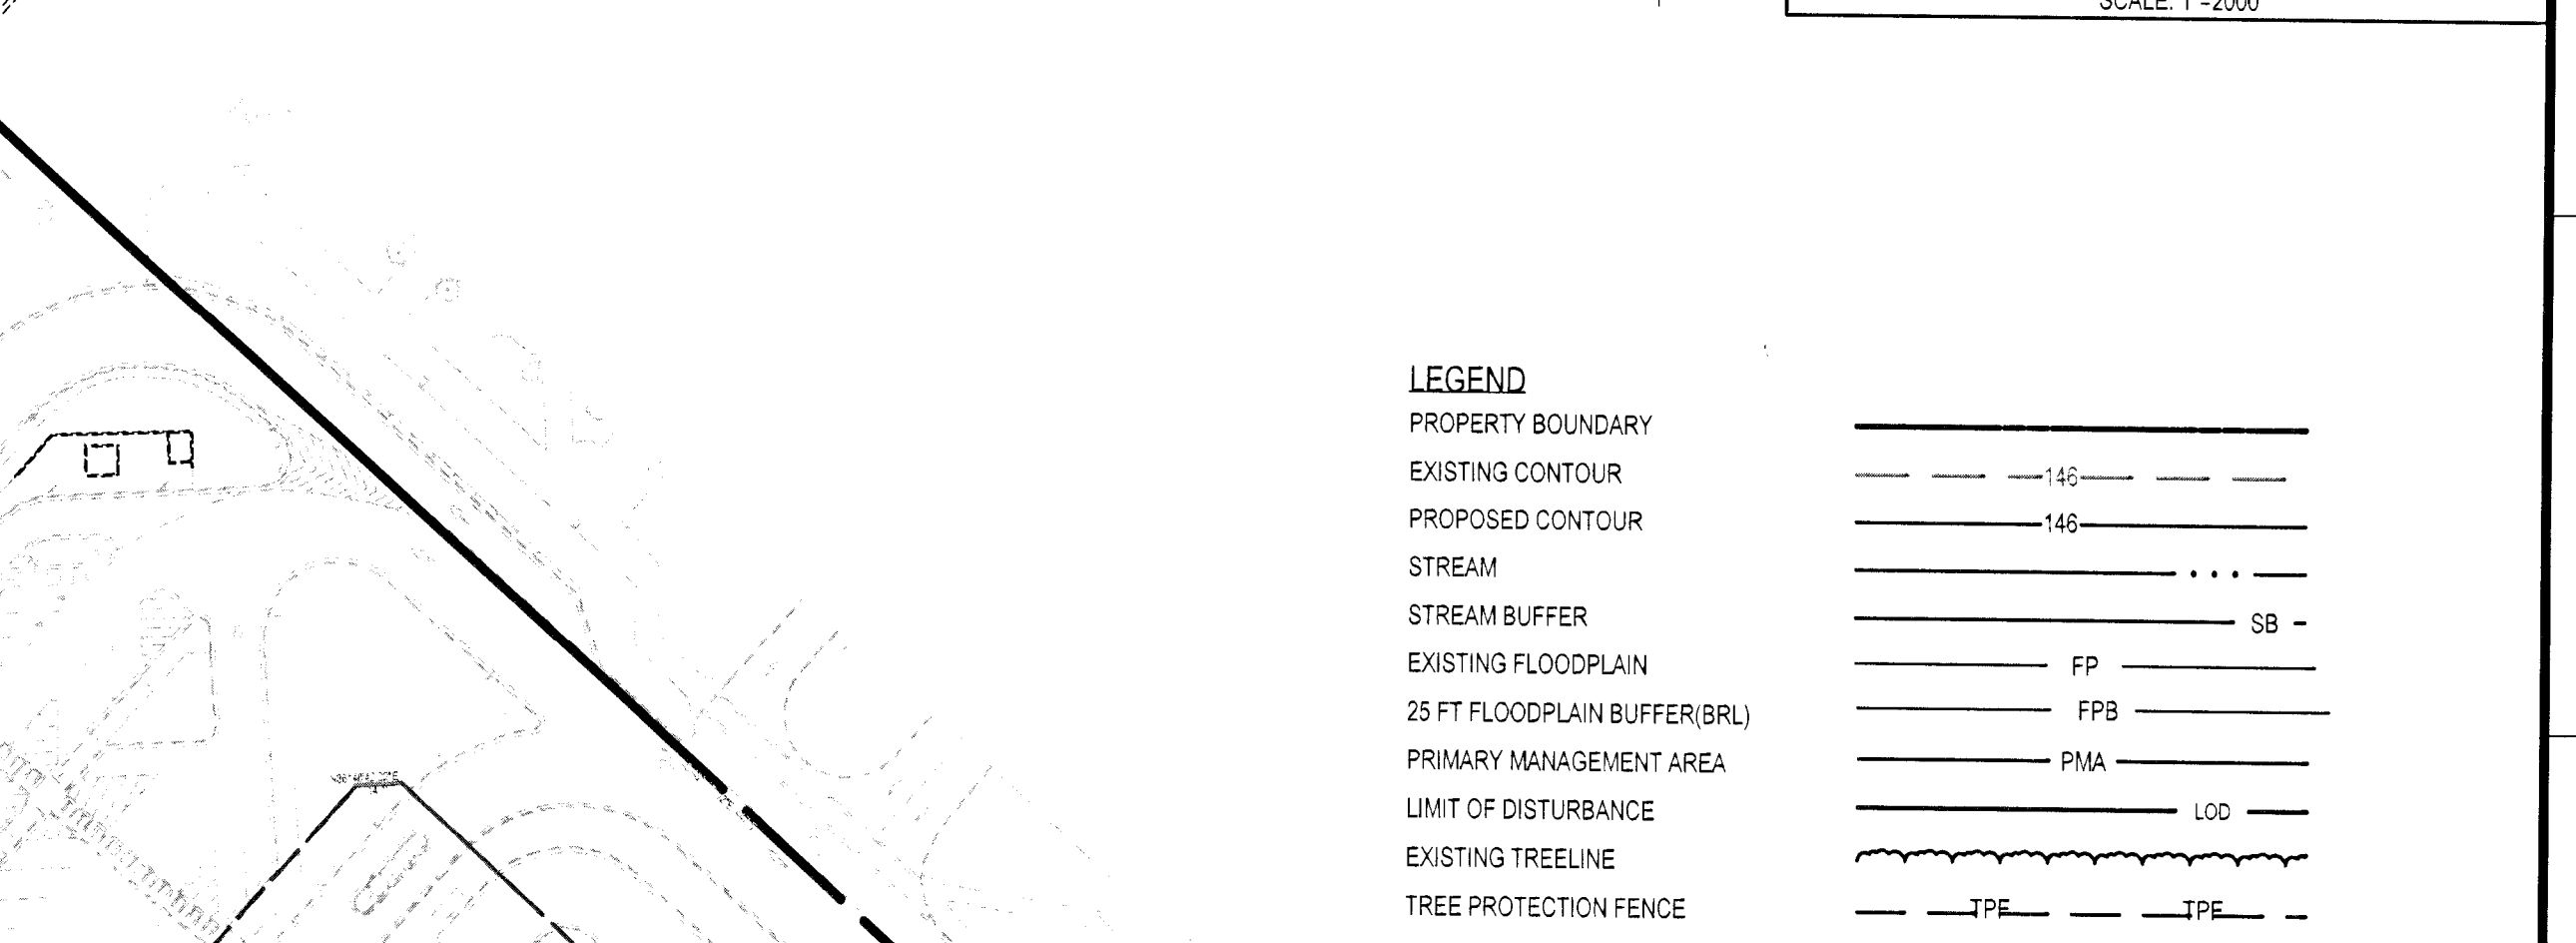 SCALE: 1"=2000'
LEGEND
PROPERTY BOUNDARY
EXISTING CONTOUR 146
PROPOSED CONTOUR 146
STREAM
STREAM BUFFER SB
EXISTING FLOODPLAIN FP
25 FT FLOODPLAIN BUFFER(BRL) FPB
PRIMARY MANAGEMENT AREA PMA
LIMIT OF DISTURBANCE LOD
EXISTING TREELINE
TREE PROTECTION FENCE TPF TPF